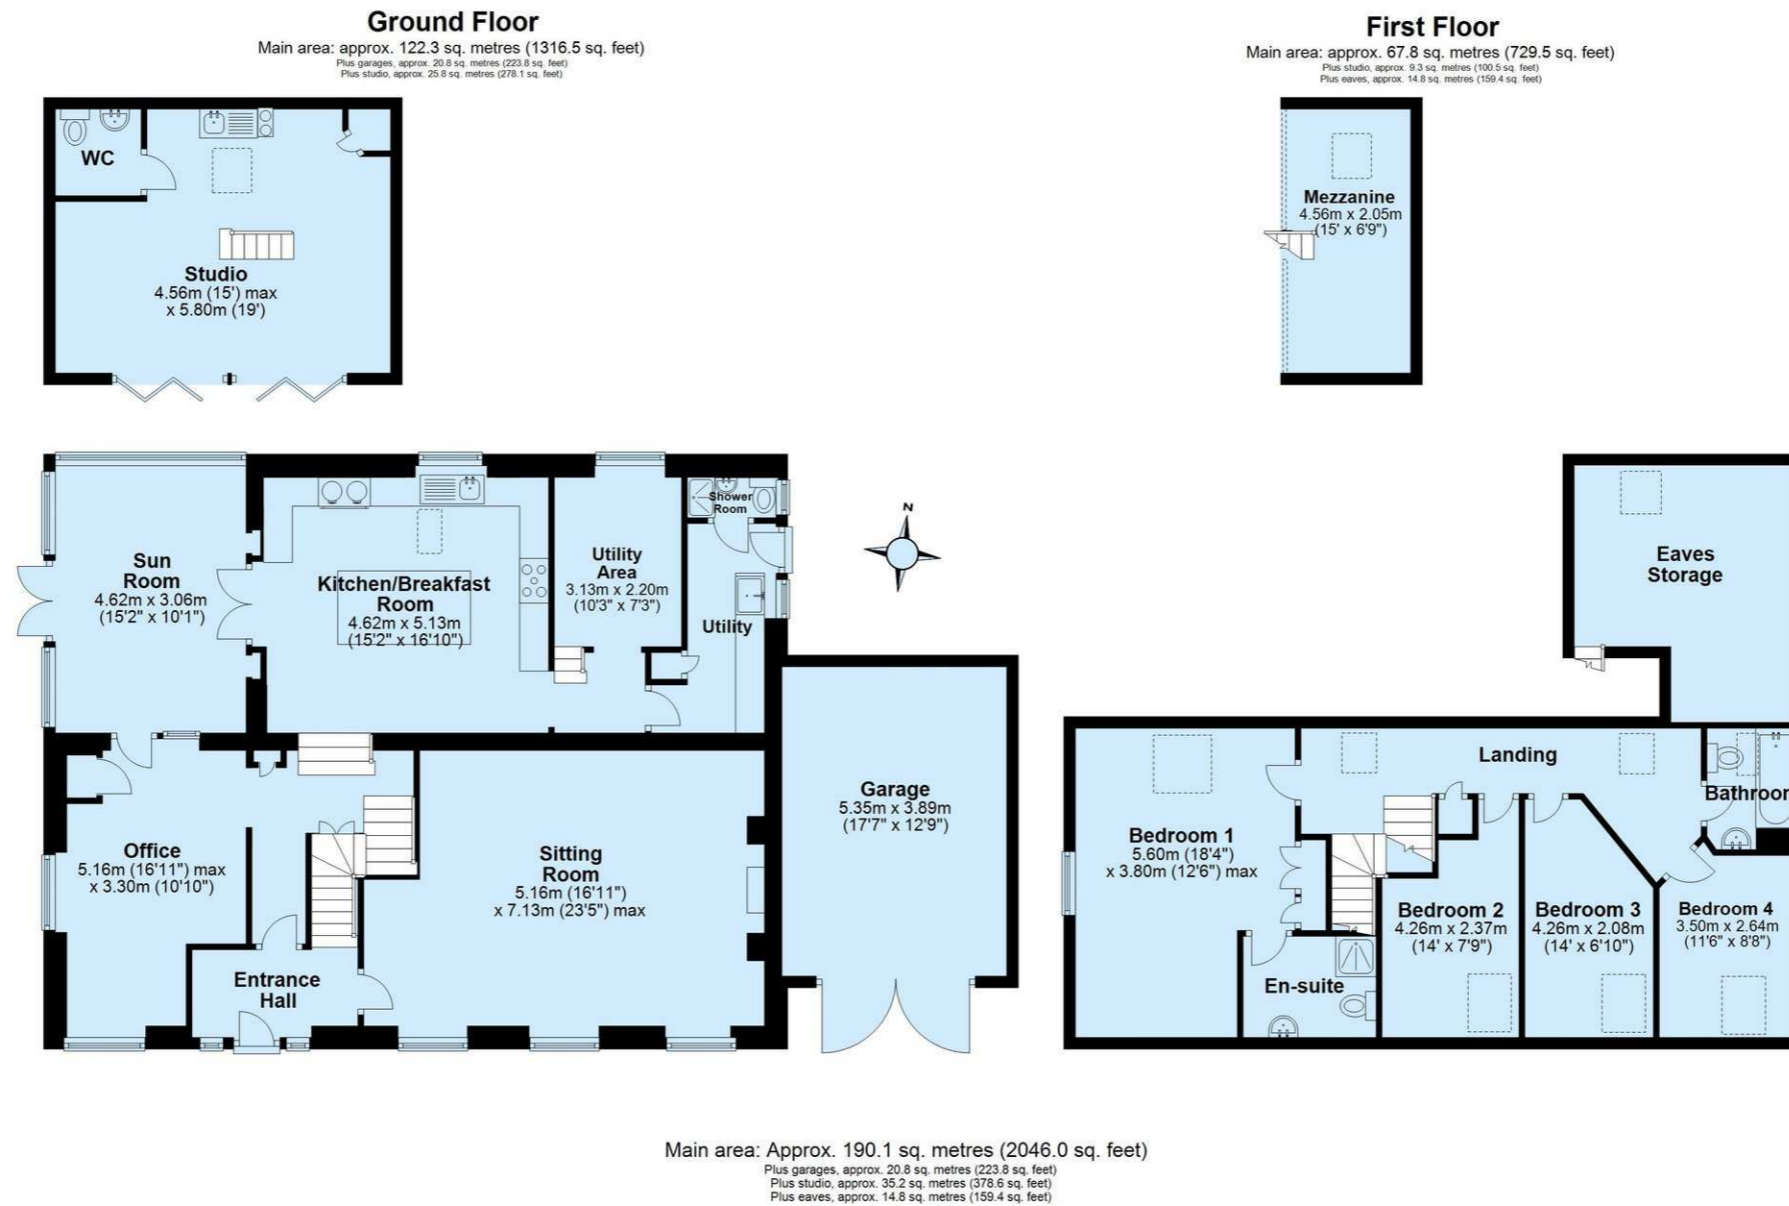 Ground Floor
Main area: approx. 122.3 sq. metres (1316.5 sq. feet)
Plus garages, approx. 20.8 sq. metres (223.8 sq. feet)
Plus studio, approx. 25.8 sq. metres (278.1 sq. feet)
First Floor
Main area: approx. 67.8 sq. metres (729.5 sq. feet)
Plus studio, approx. 9.3 sq. metres (100.5 sq. feet)
Plus eaves, approx. 14.8 sq. metres (159.4 sq. feet)
WC
Studio
4.56m (15') max
x 5.80m (19')
Mezzanine
4.56m x 2.05m
(15' x 6'9")
Sun
Room
4.62m x 3.06m
(15'2" x 10'1")
Kitchen/Breakfast
Room
4.62m x 5.13m
(15'2" x 16'10")
Utility
Area
3.13m x 2.20m
(10'3" x 7'3")
Shower
Room
Utility
N
Eaves
Storage
Office
5.16m (16'11") max
x 3.30m (10'10")
Entrance
Hall
Sitting
Room
5.16m (16'11")
x 7.13m (23'5") max
Garage
5.35m x 3.89m
(17'7" x 12'9")
Landing
Bathroom
Bedroom 1
5.60m (18'4")
x 3.80m (12'6") max
En-suite
Bedroom 2
4.26m x 2.37m
(14' x 7'9")
Bedroom 3
4.26m x 2.08m
(14' x 6'10")
Bedroom 4
3.50m x 2.64m
(11'6" x 8'8")
Main area: Approx. 190.1 sq. metres (2046.0 sq. feet)
Plus garages, approx. 20.8 sq. metres (223.8 sq. feet)
Plus studio, approx. 35.2 sq. metres (378.6 sq. feet)
Plus eaves, approx. 14.8 sq. metres (159.4 sq. feet)